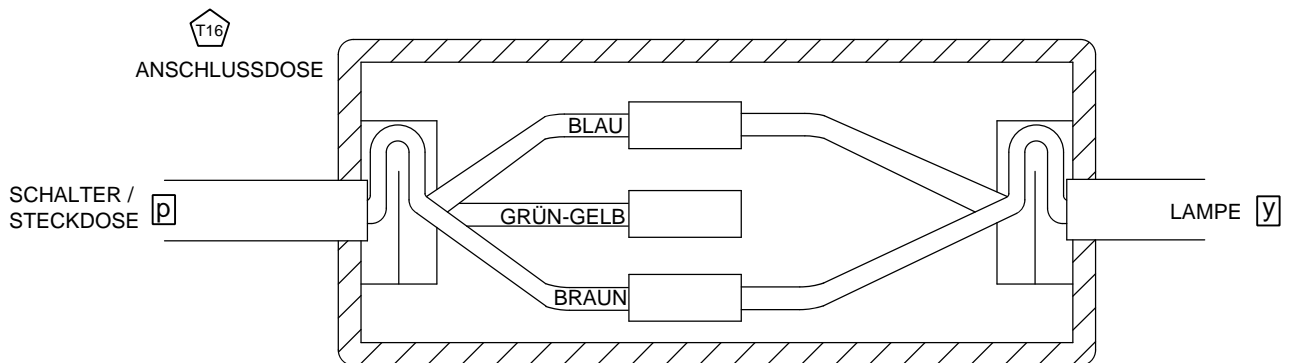 T16
ANSCHLUSSDOSE
BLAU
SCHALTER /
STECKDOSE p
GRÜN-GELB
LAMPE y
BRAUN